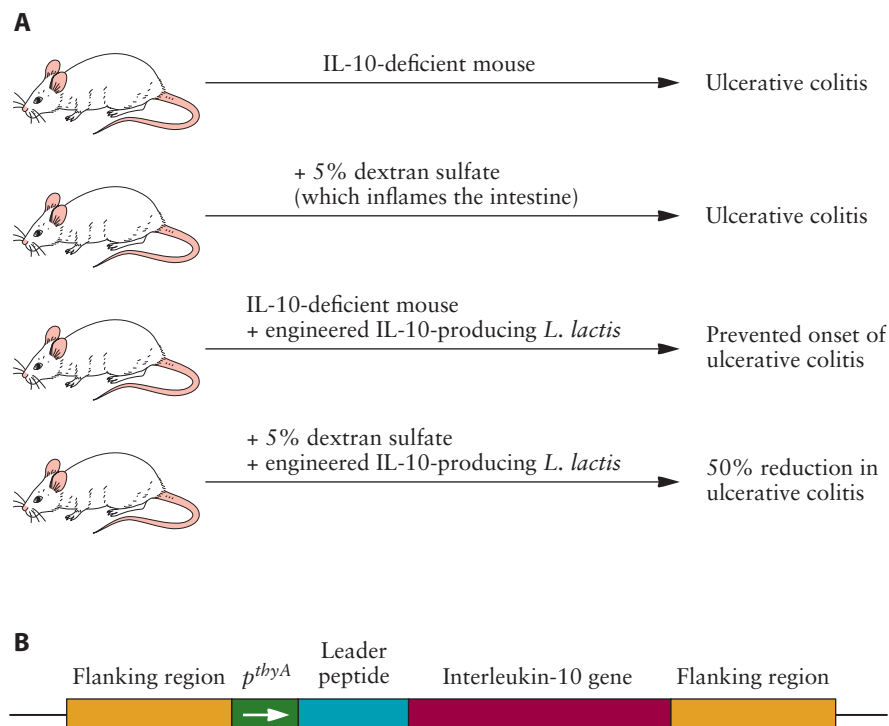 A
IL-10-deficient mouse
Ulcerative colitis
+ 5% dextran sulfate
(which inflames the intestine)
Ulcerative colitis
IL-10-deficient mouse
+ engineered IL-10-producing L. lactis
Prevented onset of
ulcerative colitis
+ 5% dextran sulfate
+ engineered IL-10-producing L. lactis
50% reduction in
ulcerative colitis
B
Flanking region
p^thyA
Leader
peptide
Interleukin-10 gene
Flanking region